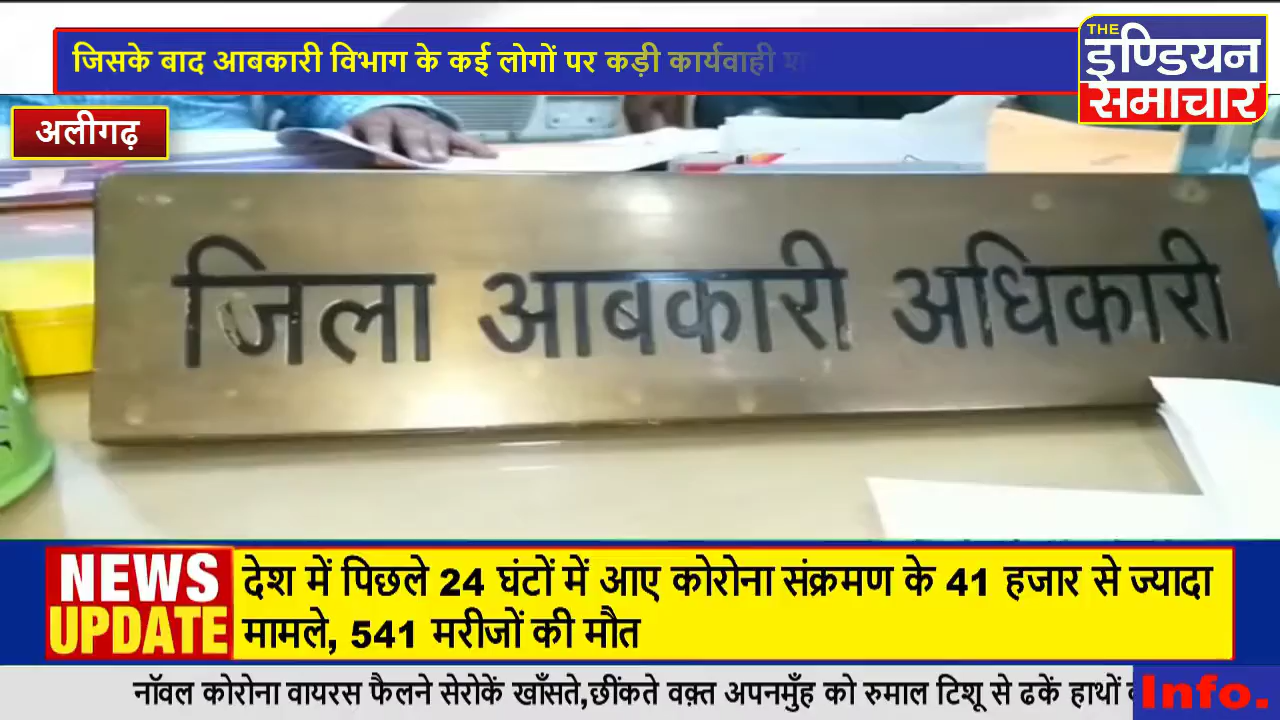 जिसके बाद आबकारी विभाग के कई लोगों पर कड़ी कार्यवाही
THE
इण्डियन
समाचार
अलीगढ़
जिला आबकारी अधिकारी
NEWS
UPDATE
देश में पिछले 24 घंटों में आए कोरोना संक्रमण के 41 हजार से ज्यादा
मामले, 541 मरीजों की मौत
नॉवल कोरोना वायरस फैलने सेरोकें खाँसते,छींकते वक़्त अपनमुँह को रुमाल टिशू से ढकें हाथों
Info.